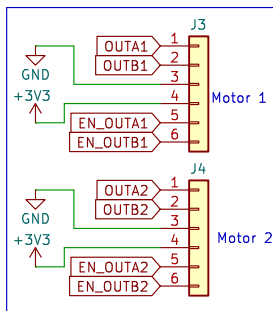 J3
OUTA1 1
OUTB1 2
GND 3
+3V3 4 Motor 1
EN_OUTA1 5
EN_OUTB1 6
J4
OUTA2 1
OUTB2 2
GND 3
+3V3 4 Motor 2
EN_OUTA2 5
EN_OUTB2 6